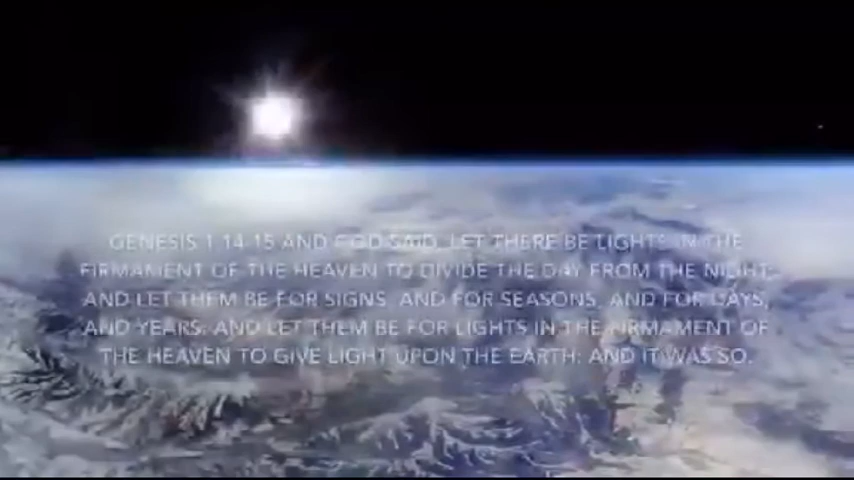 GENESIS 1:14-15 AND GOD SAID, LET THERE BE LIGHTS IN THE
FIRMAMENT OF THE HEAVEN TO DIVIDE THE DAY FROM THE NIGHT;
AND LET THEM BE FOR SIGNS, AND FOR SEASONS, AND FOR DAYS,
AND YEARS: AND LET THEM BE FOR LIGHTS IN THE FIRMAMENT OF
THE HEAVEN TO GIVE LIGHT UPON THE EARTH: AND IT WAS SO.